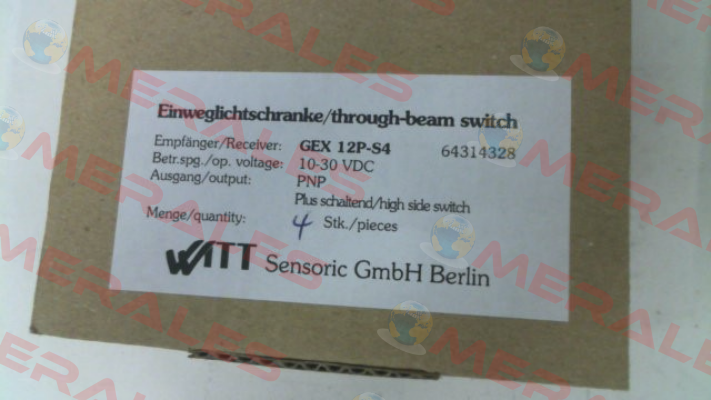 Einweglichtschranke/through-beam switch
Empfänger/Receiver: GEX 12P-S4 64314328
Betr.spg./op. voltage: 10-30 VDC
Ausgang/output: PNP
Plus schaltend/high side switch
Menge/quantity: 4 Stk./pieces
WATT Sensoric GmbH Berlin
MERALES
MERALES
MERALES
MERALES
MERALES